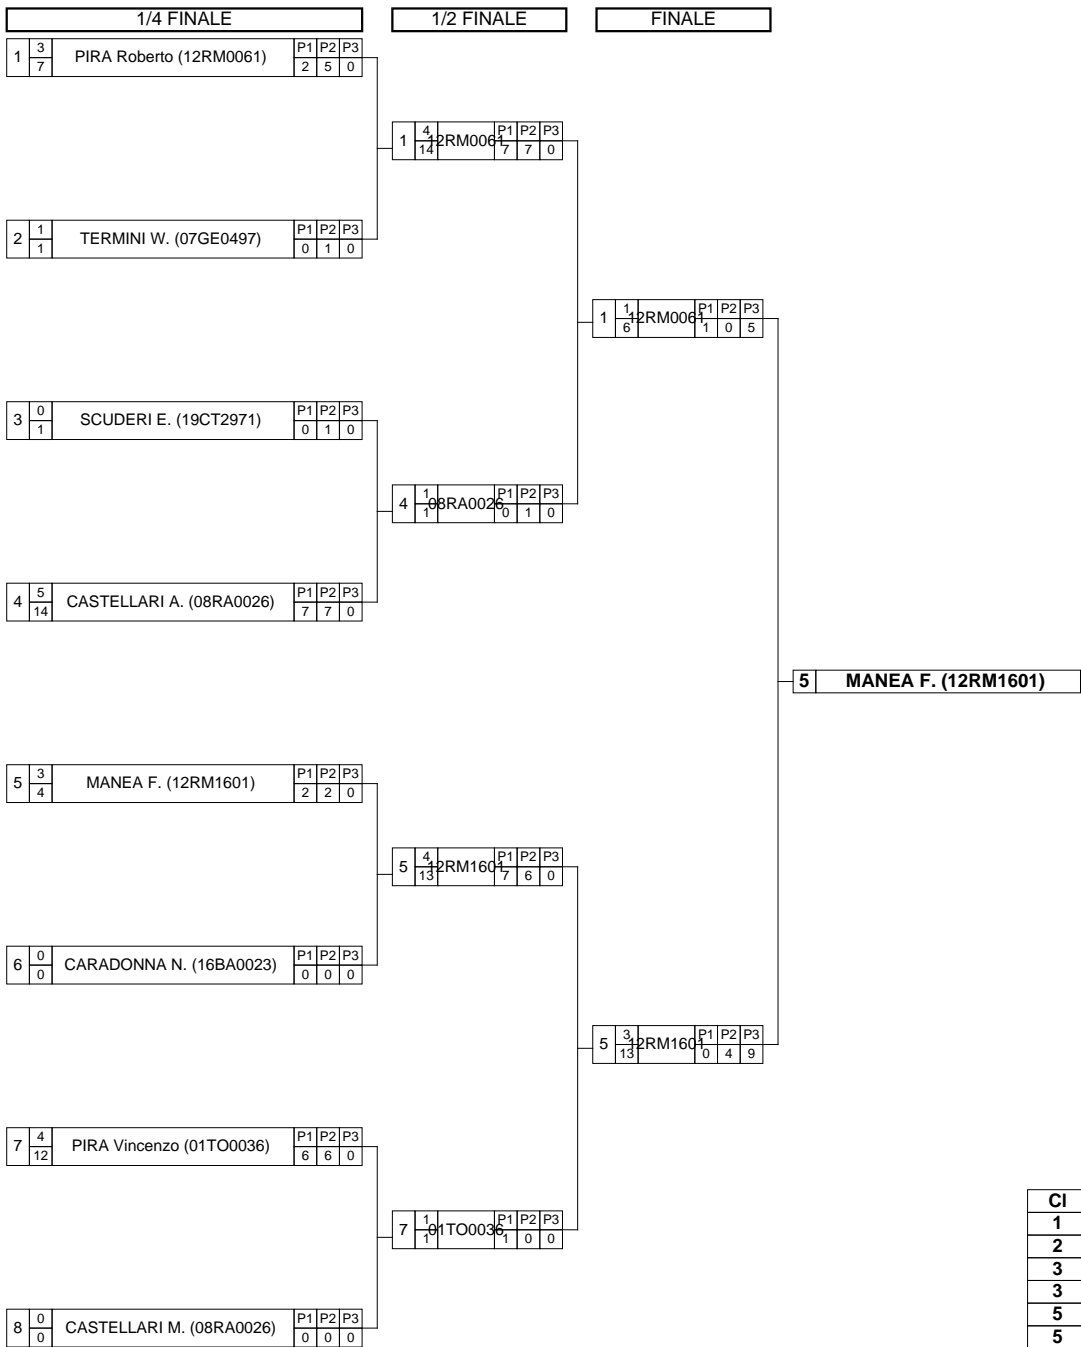 1/4 FINALE 1/2 FINALE FINALE
1 3 7 PIRA Roberto (12RM0061) P1 P2 P3 2 5 0
1 4 14 12RM0061 P1 P2 P3 7 7 0
2 1 1 TERMINI W. (07GE0497) P1 P2 P3 0 1 0
1 1 6 12RM0061 P1 P2 P3 1 0 5
3 0 1 SCUDERI E. (19CT2971) P1 P2 P3 0 1 0
4 1 1 08RA0026 P1 P2 P3 0 1 0
4 5 14 CASTELLARI A. (08RA0026) P1 P2 P3 7 7 0
5 MANEA F. (12RM1601)
5 3 4 MANEA F. (12RM1601) P1 P2 P3 2 2 0
5 4 13 12RM1601 P1 P2 P3 7 6 0
6 0 0 CARADONNA N. (16BA0023) P1 P2 P3 0 0 0
5 3 13 12RM1601 P1 P2 P3 0 4 9
7 4 12 PIRA Vincenzo (01TO0036) P1 P2 P3 6 6 0
7 1 1 01TO0036 P1 P2 P3 1 0 0
8 0 0 CASTELLARI M. (08RA0026) P1 P2 P3 0 0 0
Cl
1
2
3
3
5
5